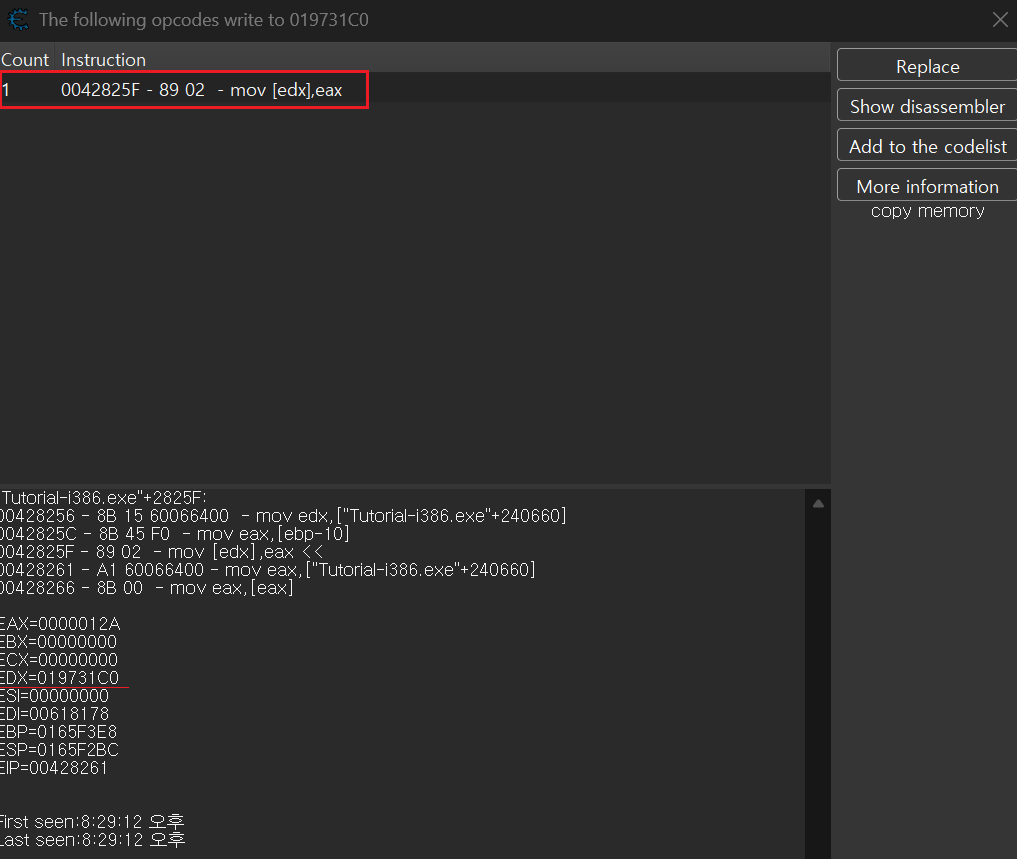 The following opcodes write to 019731C0
Count Instruction
1 0042825F - 89 02 - mov [edx],eax
Replace
Show disassembler
Add to the codelist
More information
copy memory
"Tutorial-i386.exe"+2825F:
00428256 - 8B 15 60066400 - mov edx,["Tutorial-i386.exe"+240660]
0042825C - 8B 45 F0 - mov eax,[ebp-10]
0042825F - 89 02 - mov [edx],eax <<
00428261 - A1 60066400 - mov eax,["Tutorial-i386.exe"+240660]
00428266 - 8B 00 - mov eax,[eax]
EAX=0000012A
EBX=00000000
ECX=00000000
EDX=019731C0
ESI=00000000
EDI=00618178
EBP=0165F3E8
ESP=0165F2BC
EIP=00428261
First seen:8:29:12 오후
Last seen:8:29:12 오후